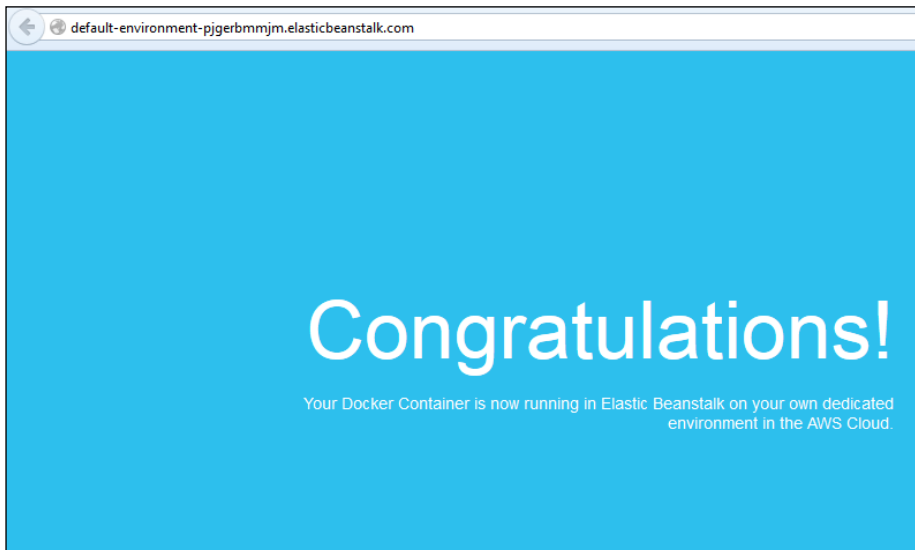 default-environment-pjgerbmmjm.elasticbeanstalk.com
Congratulations!
Your Docker Container is now running in Elastic Beanstalk on your own dedicated
environment in the AWS Cloud.